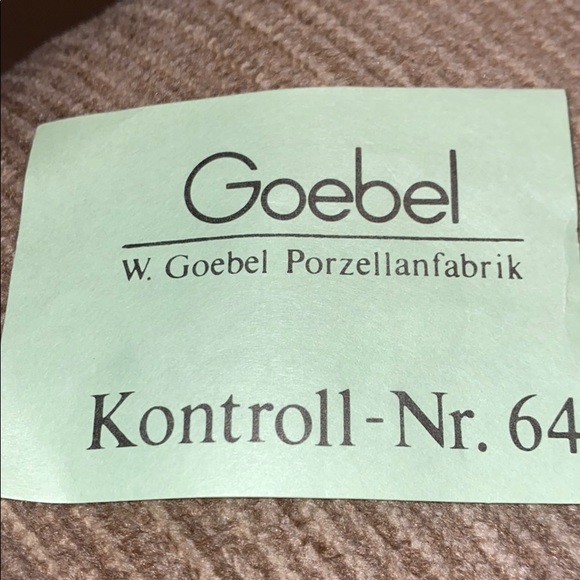 Goebel
W. Goebel Porzellanfabrik
Kontroll-Nr. 64